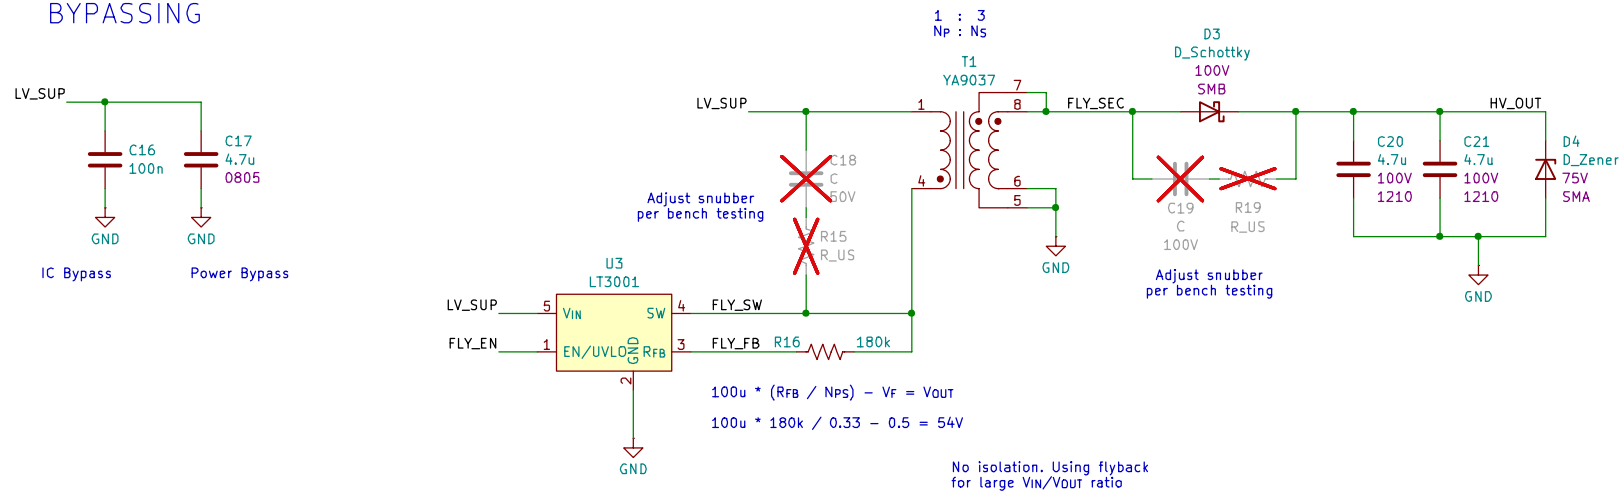 BYPASSING
LV_SUP
C16
100n
C17
4.7u
0805
GND
GND
IC Bypass
Power Bypass
1 : 3
NP : NS
T1
YA9037
LV_SUP
1
4
7
8
6
5
FLY_SEC
GND
C18
C
50V
Adjust snubber
per bench testing
R15
R_US
U3
LT3001
LV_SUP
5
VIN
SW
4
FLY_SW
FLY_EN
1
EN/UVLO
GND
RFB
3
FLY_FB
R16
180k
2
GND
100u * (RFB / NPS) - VF = VOUT
100u * 180k / 0.33 - 0.5 = 54V
No isolation. Using flyback
for large VIN/VOUT ratio
D3
D_Schottky
100V
SMB
HV_OUT
C19
C
100V
R19
R_US
Adjust snubber
per bench testing
C20
4.7u
100V
1210
C21
4.7u
100V
1210
D4
D_Zener
75V
SMA
GND